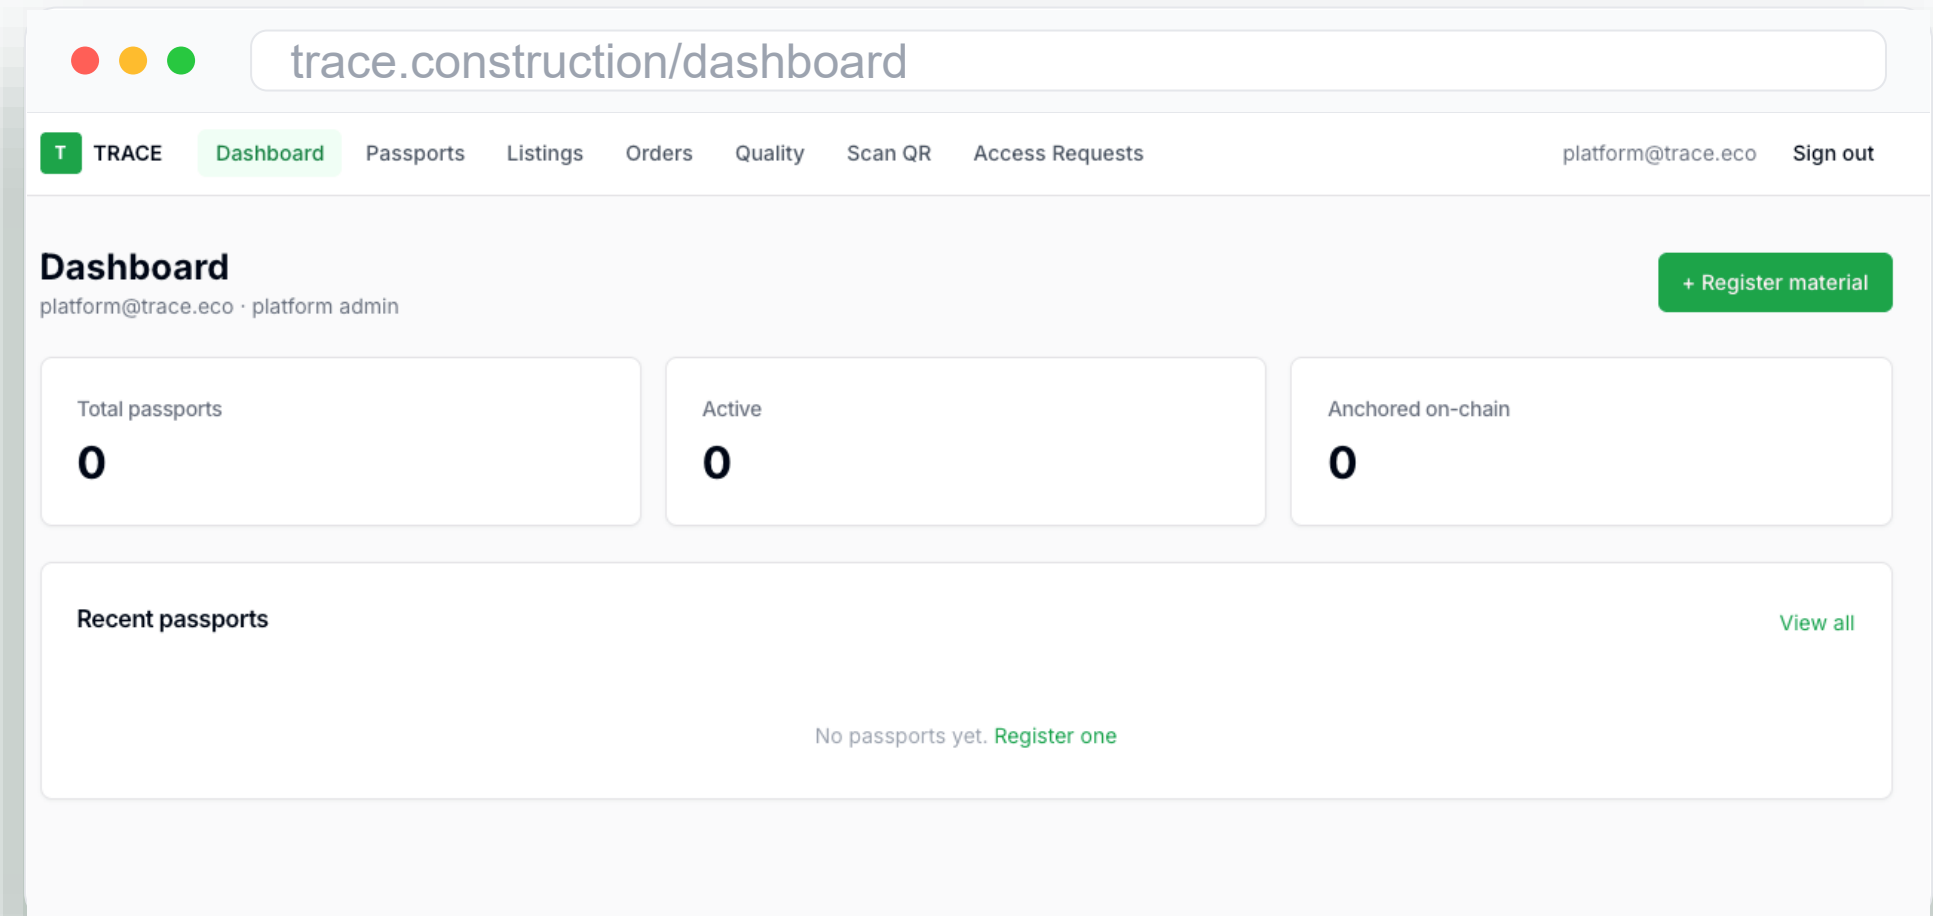 trace.construction/dashboard
T TRACE Dashboard Passports Listings Orders Quality Scan QR Access Requests platform@trace.eco Sign out
Dashboard
platform@trace.eco · platform admin
+ Register material
Total passports
0
Active
0
Anchored on-chain
0
Recent passports
View all
No passports yet. Register one